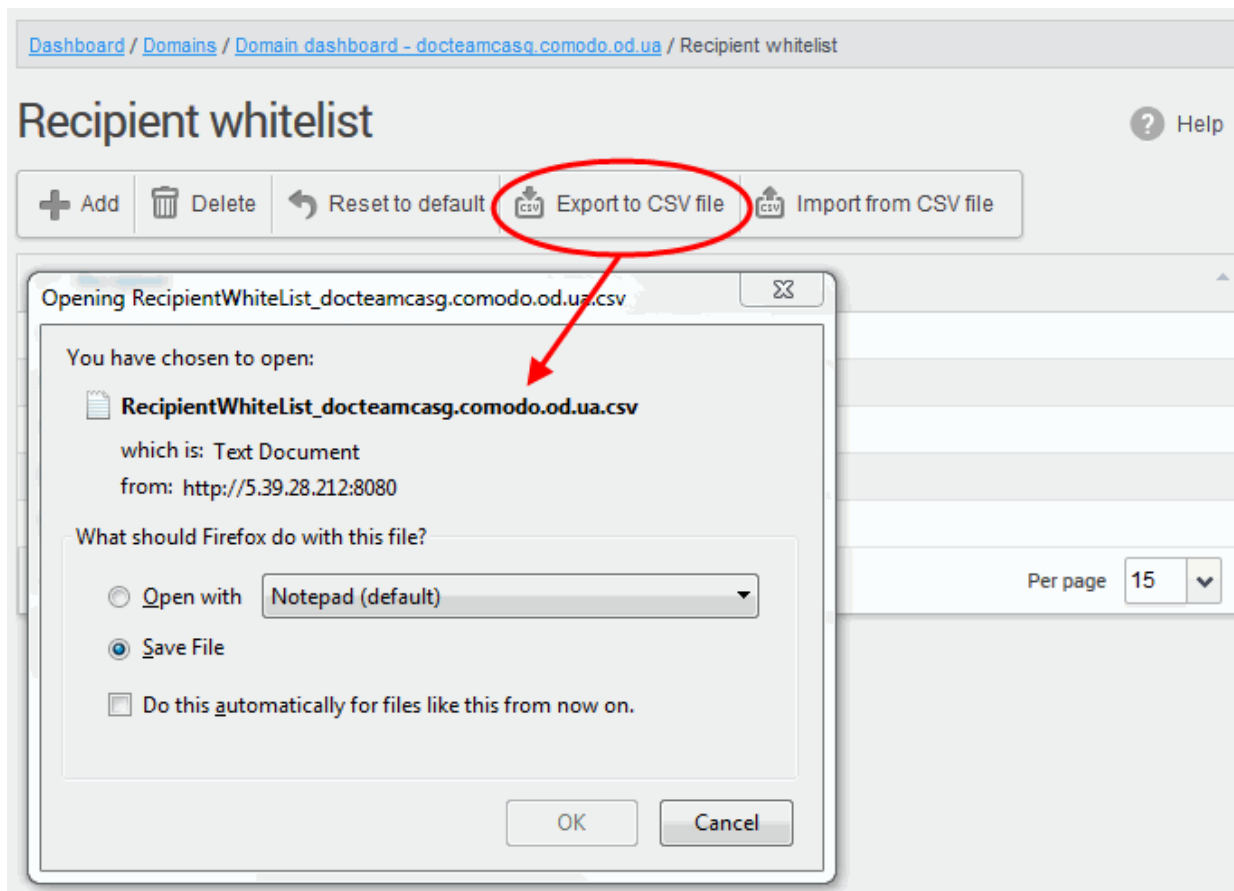 Dashboard / Domains / Domain dashboard - docteamcasg.comodo.od.ua / Recipient whitelist
Recipient whitelist
? Help
Add Delete Reset to default CSV Export to CSV file CSV Import from CSV file
Opening RecipientWhiteList_docteamcasg.comodo.od.ua.csv
You have chosen to open:
RecipientWhiteList_docteamcasg.comodo.od.ua.csv
which is: Text Document
from: http://5.39.28.212:8080
What should Firefox do with this file?
Open with Notepad (default)
Per page 15
Save File
Do this automatically for files like this from now on.
OK Cancel